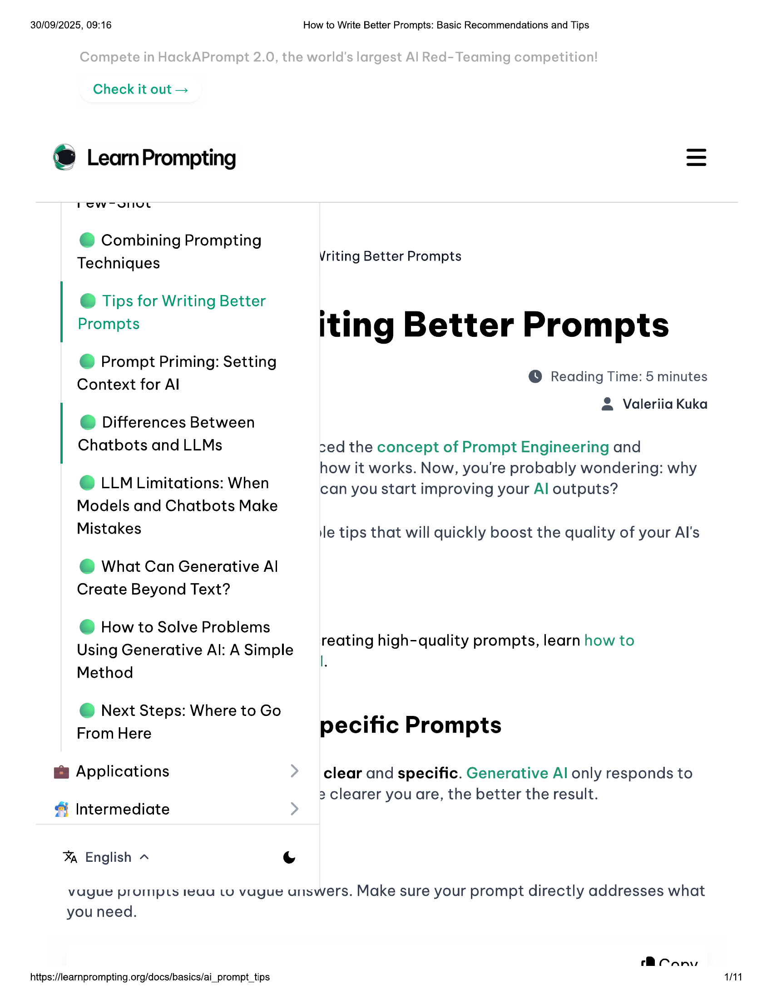 30/09/2025, 09:16
How to Write Better Prompts: Basic Recommendations and Tips
Compete in HackAPrompt 2.0, the world's largest AI Red-Teaming competition!
Check it out →
Learn Prompting
Few-Shot
Combining Prompting
Techniques
Tips for Writing Better
Prompts
Prompt Priming: Setting
Context for AI
Differences Between
Chatbots and LLMs
LLM Limitations: When
Models and Chatbots Make
Mistakes
What Can Generative AI
Create Beyond Text?
How to Solve Problems
Using Generative AI: A Simple
Method
Next Steps: Where to Go
From Here
Applications
Intermediate
English
Writing Better Prompts
iting Better Prompts
Reading Time: 5 minutes
Valeriia Kuka
ced the concept of Prompt Engineering and
how it works. Now, you're probably wondering: why
can you start improving your AI outputs?
le tips that will quickly boost the quality of your AI's
reating high-quality prompts, learn how to
.
pecific Prompts
clear and specific. Generative AI only responds to
e clearer you are, the better the result.
Vague prompts lead to vague answers. Make sure your prompt directly addresses what
you need.
Copy
https://learnprompting.org/docs/basics/ai_prompt_tips
1/11